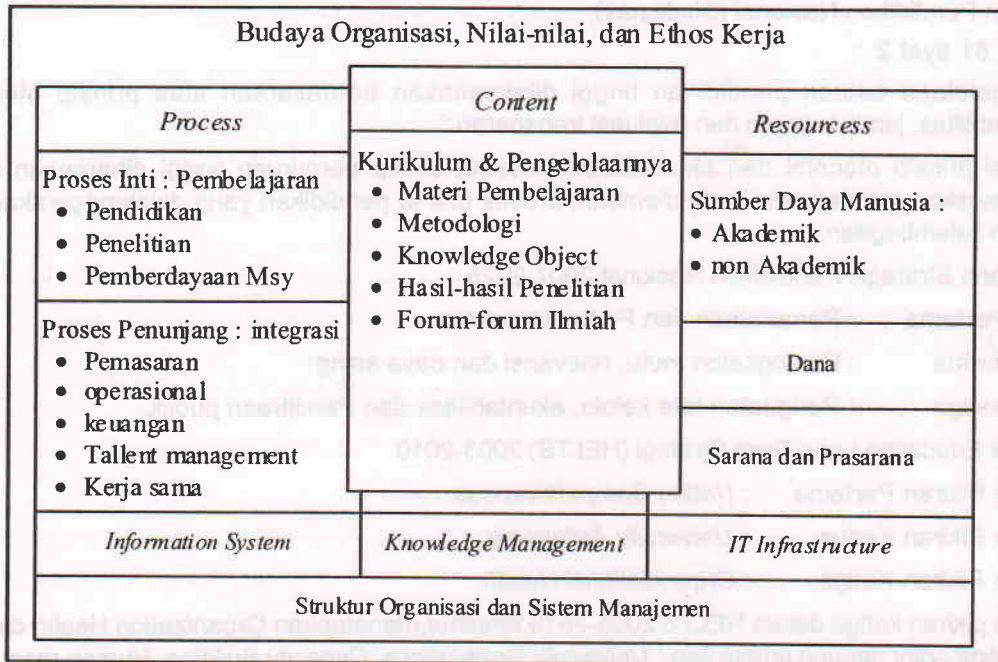 Budaya Organisasi, Nilai-nilai, dan Ethos Kerja
Process
Proses Inti : Pembelajaran
• Pendidikan
• Penelitian
• Pemberdayaan Msy
Proses Penunjang : integrasi
• Pemasaran
• operasional
• keuangan
• Tallent management
• Kerja sama
Content
Kurikulum & Pengelolaannya
• Materi Pembelajaran
• Metodologi
• Knowledge Object
• Hasil-hasil Penelitian
• Forum-forum Ilmiah
Resourcess
Sumber Daya Manusia :
• Akademik
• non Akademik
Dana
Sarana dan Prasarana
Information System
Knowledge Management
IT Infrastructure
Struktur Organisasi dan Sistem Manajemen